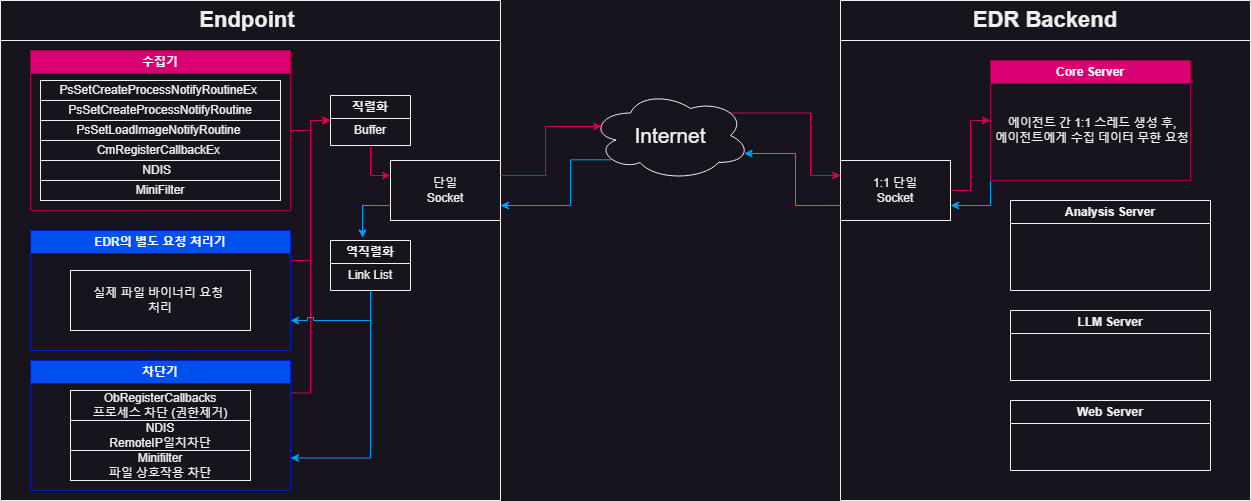 Endpoint
수집기
PsSetCreateProcessNotifyRoutineEx
PsSetCreateProcessNotifyRoutine
PsSetLoadImageNotifyRoutine
CmRegisterCallbackEx
NDIS
MiniFilter
직렬화
Buffer
단일
Socket
역직렬화
Link List
EDR의 별도 요청 처리기
실제 파일 바이너리 요청
처리
차단기
ObRegisterCallbacks
프로세스 차단 (권한제거)
NDIS
RemoteIP일치차단
Minifilter
파일 상호작용 차단
Internet
EDR Backend
Core Server
에이전트 간 1:1 스레드 생성 후,
에이전트에게 수집 데이터 무한 요청
1:1 단일
Socket
Analysis Server
LLM Server
Web Server